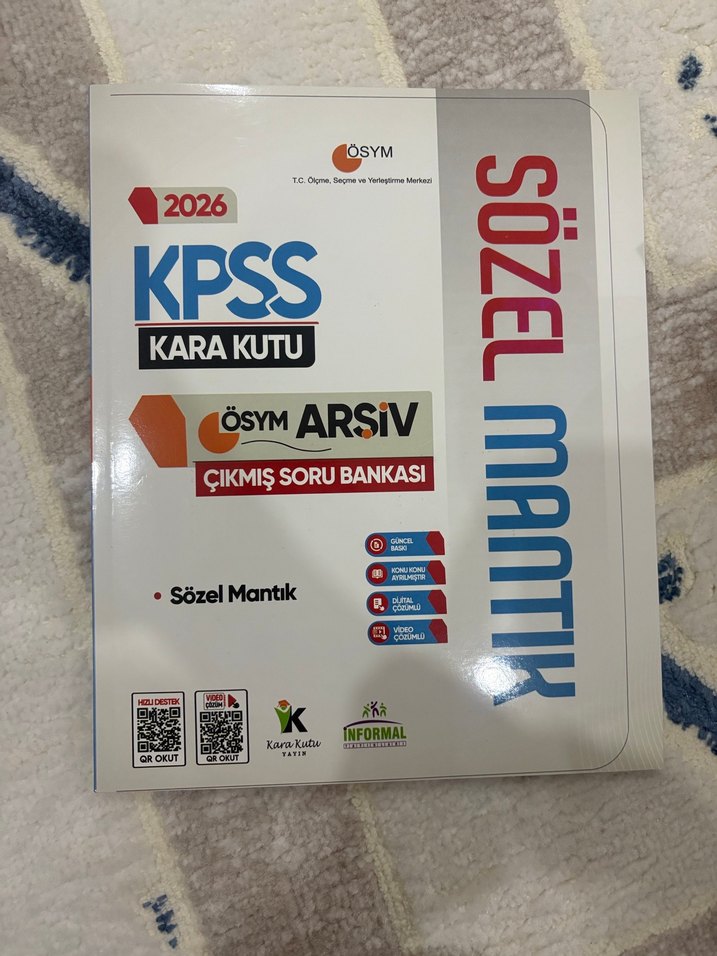 ÖSYM
T.C. Ölçme, Seçme ve Yerleştirme Merkezi
2026
KPSS
KARA KUTU
ÖSYM ARŞİV
ÇIKMIŞ SORU BANKASI
GÜNCEL
BASKI
KONU KONU
AYRILMIŞTIR
DİJİTAL
ÇÖZÜMLÜ
VİDEO
ÇÖZÜMLÜ
• Sözel Mantık
SÖZEL MANTIK
HIZLI DESTEK
QR OKUT
VİDEO
ÇÖZÜM
QR OKUT
K
Kara Kutu
YAYIN
INFORMAL